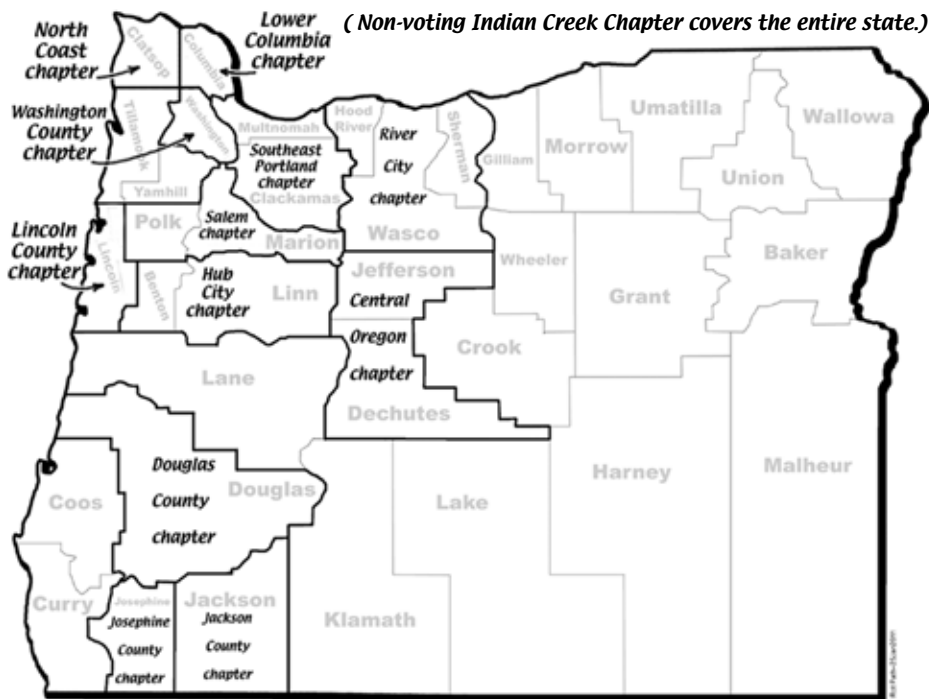 ( Non-voting Indian Creek Chapter covers the entire state.)
North
Coast
chapter
Clatsop
Columbia
Lower
Columbia
chapter
Washington
County
chapter
Tillamook
Washington
Multnomah
Hood
River
River
City
chapter
Sherman
Gilliam
Morrow
Umatilla
Wallowa
Union
Southeast
Portland
chapter
Clackamas
Yamhill
Polk
Salem
chapter
Marion
Wasco
Wheeler
Baker
Lincoln
County
chapter
Lincoln
Benton
Hub
City
chapter
Linn
Jefferson
Central
Oregon
chapter
Dechutes
Crook
Grant
Lane
Douglas
County
chapter
Douglas
Coos
Lake
Harney
Malheur
Curry
Josephine
Josephine
County
chapter
Jackson
Jackson
County
chapter
Klamath